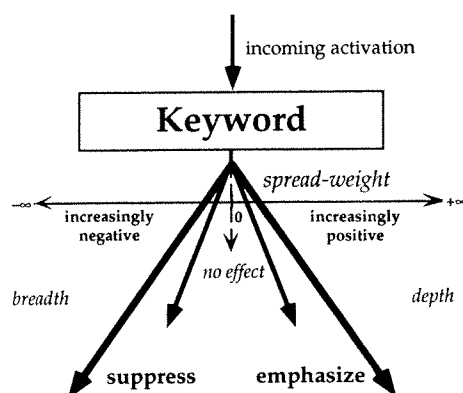 incoming activation
Keyword
spread-weight
−∞
+∞
increasingly
negative
0
increasingly
positive
no effect
breadth
depth
suppress
emphasize